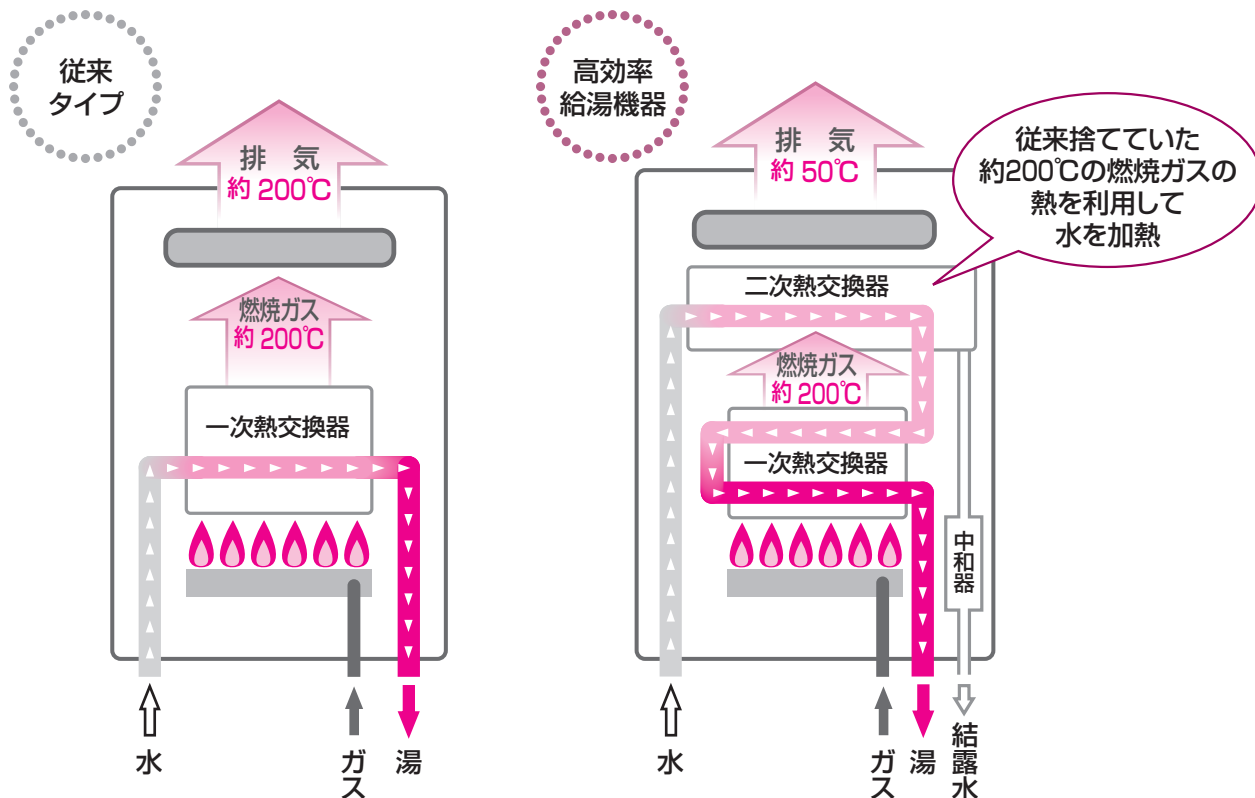 従来
タイプ
排　気
約 200℃
燃焼ガス
約 200℃
一次熱交換器
水
ガス
湯
高効率
給湯機器
排　気
約 50℃
従来捨てていた
約200℃の燃焼ガスの
熱を利用して
水を加熱
二次熱交換器
燃焼ガス
約 200℃
一次熱交換器
中和器
水
ガス
湯
結露水